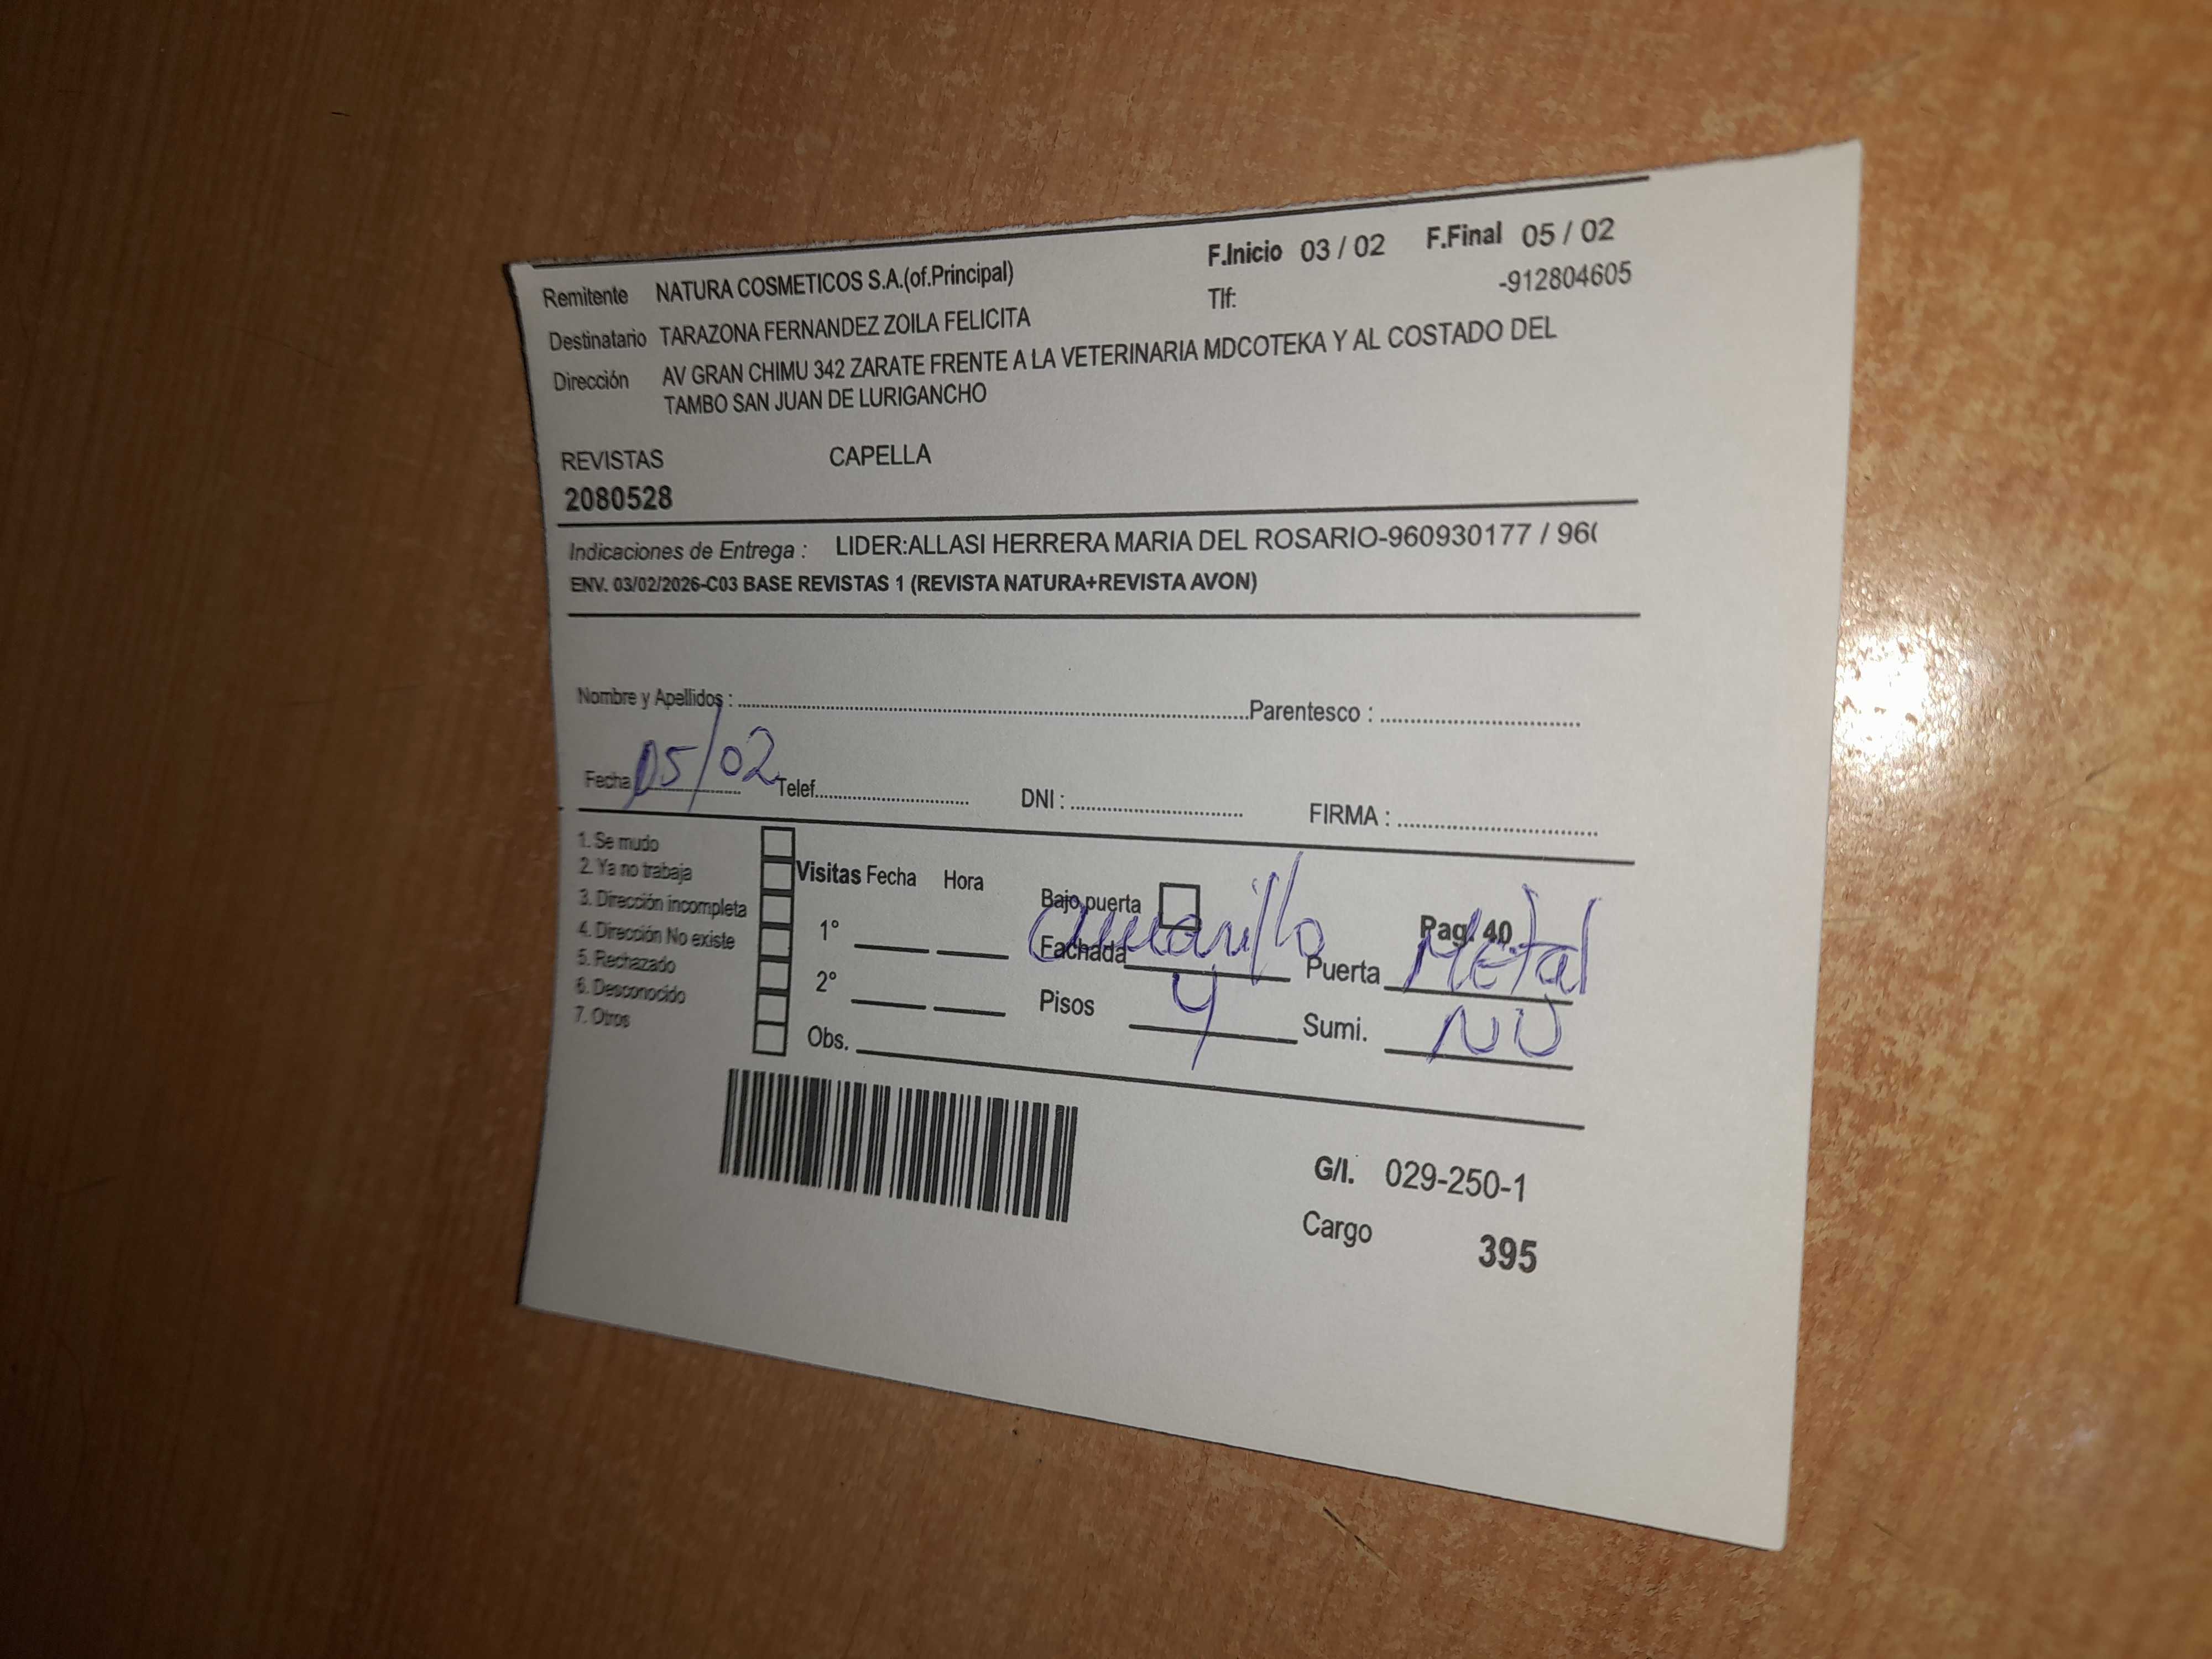 Remitente NATURA COSMETICOS S.A.(of.Principal) F.Inicio 03 / 02 F.Final 05 / 02
Tlf: -912804605
Destinatario TARAZONA FERNANDEZ ZOILA FELICITA
Dirección AV GRAN CHIMU 342 ZARATE FRENTE A LA VETERINARIA MDCOTEKA Y AL COSTADO DEL
TAMBO SAN JUAN DE LURIGANCHO
REVISTAS CAPELLA
2080528
Indicaciones de Entrega : LIDER:ALLASI HERRERA MARIA DEL ROSARIO-960930177 / 960
ENV. 03/02/2026-C03 BASE REVISTAS 1 (REVISTA NATURA+REVISTA AVON)
Nombre y Apellidos : Parentesco :
Fecha 05/02 Telef. DNI : FIRMA :
1. Se mudo
2. Ya no trabaja
3. Dirección incompleta
4. Dirección No existe
5. Rechazado
6. Desconocido
7. Otros
Visitas Fecha Hora
1°
2°
Obs.
Bajo puerta Pag. 40
Fachada amarillo Puerta Metal
Pisos 4 Sumi. NO
G/I. 029-250-1
Cargo 395